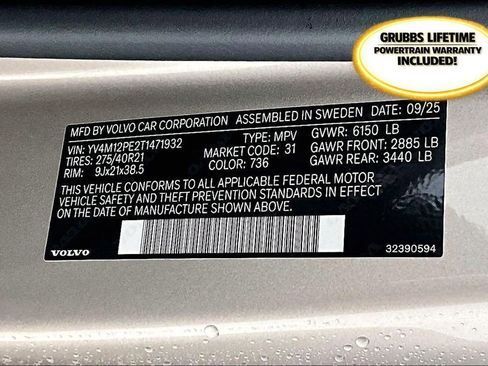 GRUBBS LIFETIME
POWERTRAIN WARRANTY
INCLUDED!
MFD BY VOLVO CAR CORPORATION ASSEMBLED IN SWEDEN DATE: 09/25
VIN: YV4M12PE2T1471932 TYPE: MPV GVWR: 6150 LB
TIRES: 275/40R21 MARKET CODE: 31 GAWR FRONT: 2885 LB
RIM: 9Jx21x38.5 COLOR: 736 GAWR REAR: 3440 LB
THIS VEHICLE CONFORMS TO ALL APPLICABLE FEDERAL MOTOR
VEHICLE SAFETY AND THEFT PREVENTION STANDARDS IN EFFECT
ON THE DATE OF MANUFACTURE SHOWN ABOVE.
VOLVO 32390594